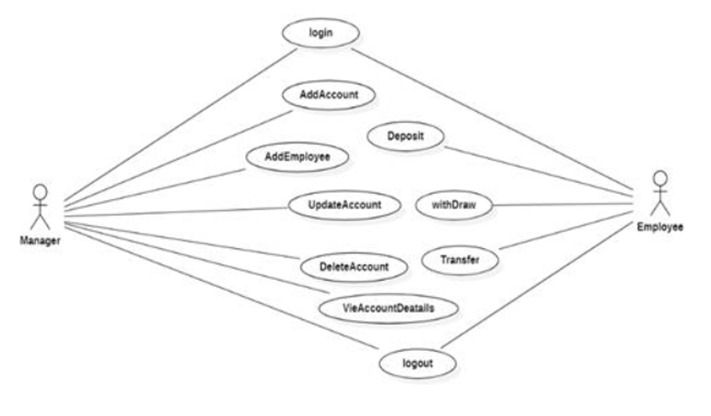 login
AddAccount
Deposit
AddEmployee
UpdateAccount
withDraw
Manager
Employee
Transfer
DeleteAccount
VieAccountDeatails
logout